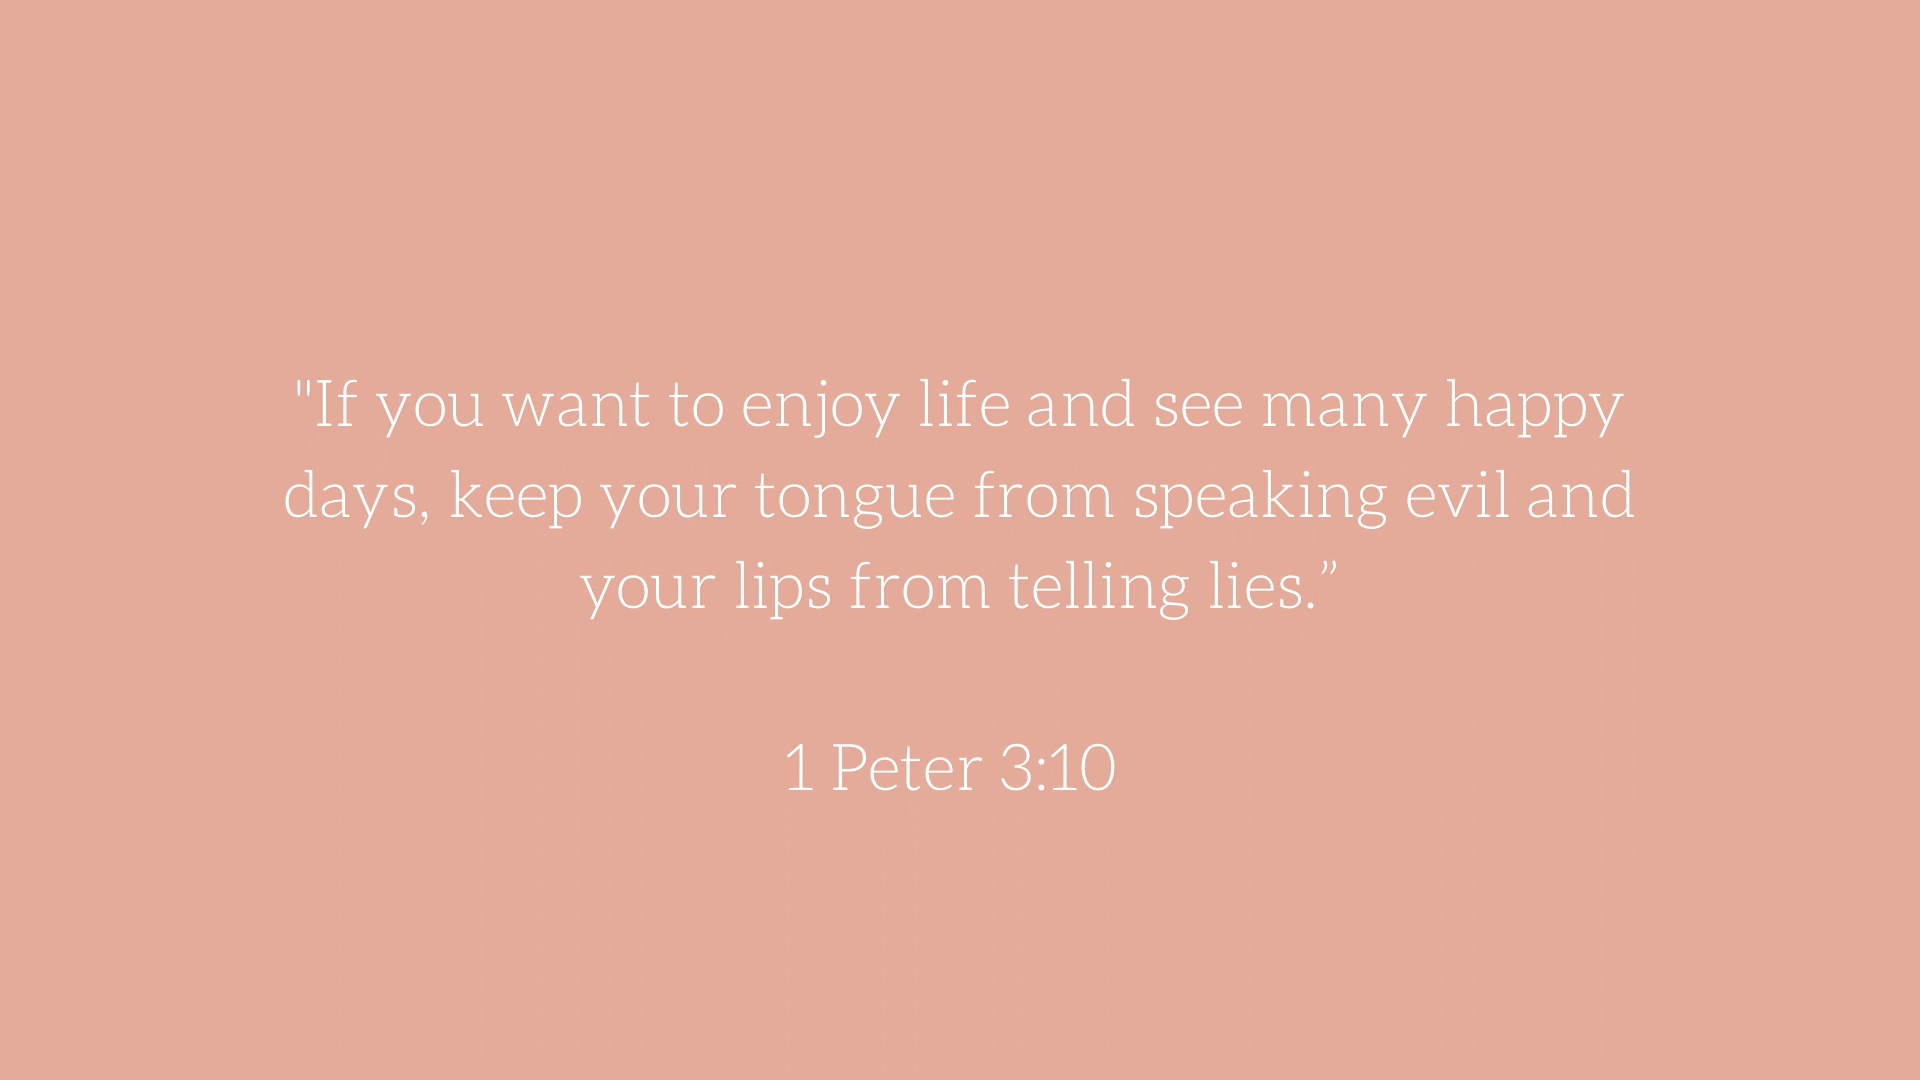 "If you want to enjoy life and see many happy
days, keep your tongue from speaking evil and
your lips from telling lies.”
1 Peter 3:10